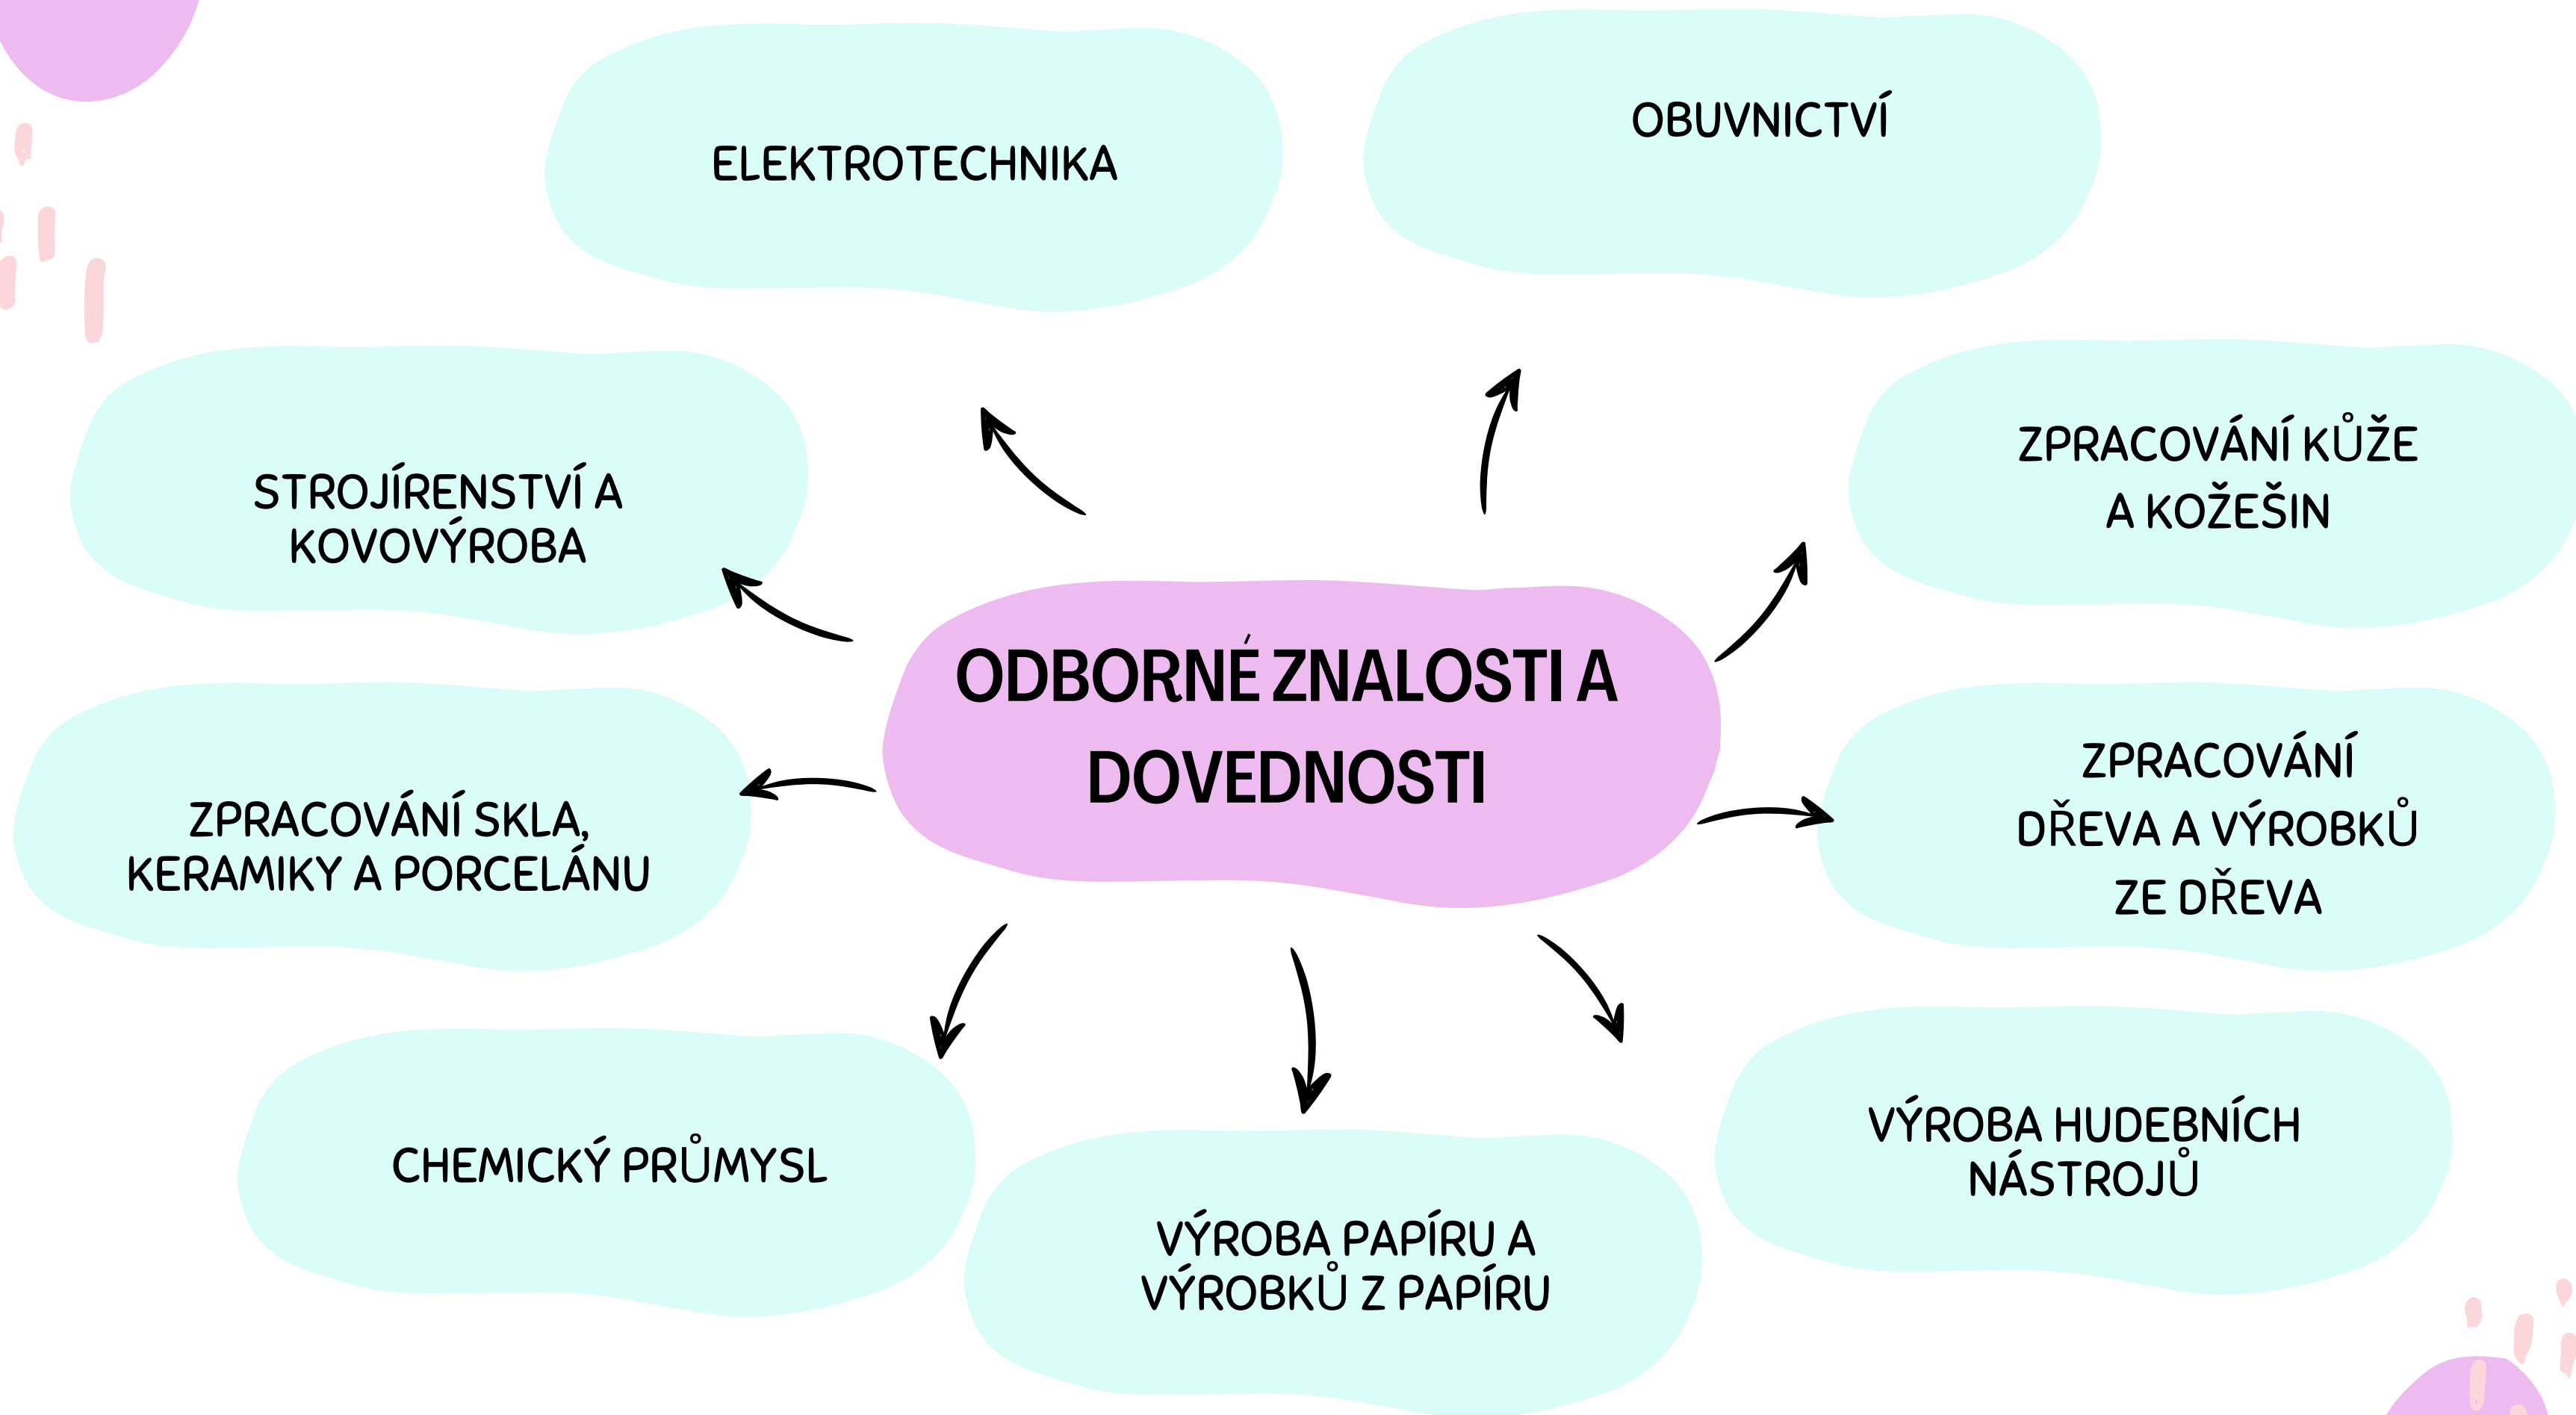 ELEKTROTECHNIKA
OBUVNICTVÍ
STROJÍRENSTVÍ A
KOVOVÝROBA
ZPRACOVÁNÍ KŮŽE
A KOŽEŠIN
ODBORNÉ ZNALOSTI A
DOVEDNOSTI
ZPRACOVÁNÍ SKLA,
KERAMIKY A PORCELÁNU
ZPRACOVÁNÍ
DŘEVA A VÝROBKŮ
ZE DŘEVA
CHEMICKÝ PRŮMYSL
VÝROBA PAPÍRU A
VÝROBKŮ Z PAPÍRU
VÝROBA HUDEBNÍCH
NÁSTROJŮ